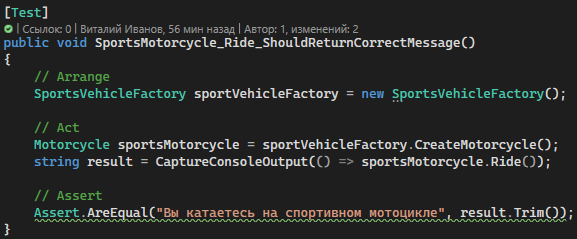 [Test]
| Ссылок: 0 | Виталий Иванов, 56 мин назад | Автор: 1, изменений: 2
public void SportsMotorcycle_Ride_ShouldReturnCorrectMessage()
{
    // Arrange
    SportsVehicleFactory sportVehicleFactory = new SportsVehicleFactory();

    // Act
    Motorcycle sportsMotorcycle = sportVehicleFactory.CreateMotorcycle();
    string result = CaptureConsoleOutput(() => sportsMotorcycle.Ride());

    // Assert
    Assert.AreEqual("Вы катаетесь на спортивном мотоцикле", result.Trim());
}